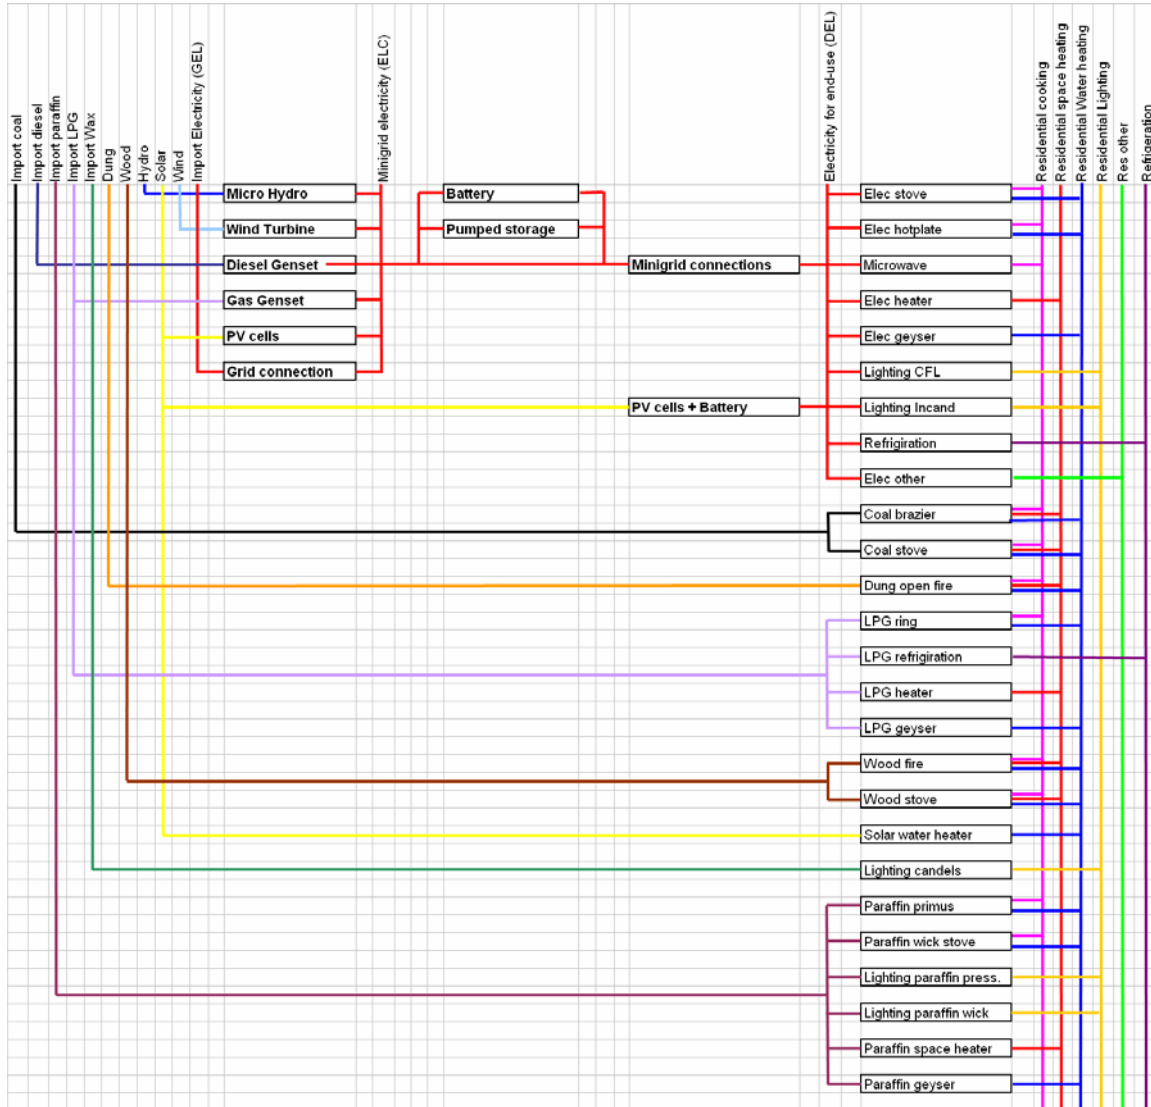 Import coal
Import diesel
Import paraffin
Import LPG
Import Wax
Dung
Wood
Hydro
Solar
Wind
Import Electricity (GEL)
Minigrid electricity (ELC)
Electricity for end-use (DEL)
Residential cooking
Residential space heating
Residential Water heating
Residential Lighting
Res other
Refrigeration
Micro Hydro
Battery
Elec stove
Wind Turbine
Pumped storage
Elec hotplate
Diesel Genset
Minigrid connections
Microwave
Gas Genset
Elec heater
PV cells
Elec geyser
Grid connection
Lighting CFL
PV cells + Battery
Lighting Incand
Refrigiration
Elec other
Coal brazier
Coal stove
Dung open fire
LPG ring
LPG refrigiration
LPG heater
LPG geyser
Wood fire
Wood stove
Solar water heater
Lighting candels
Paraffin primus
Paraffin wick stove
Lighting paraffin press.
Lighting paraffin wick
Paraffin space heater
Paraffin geyser